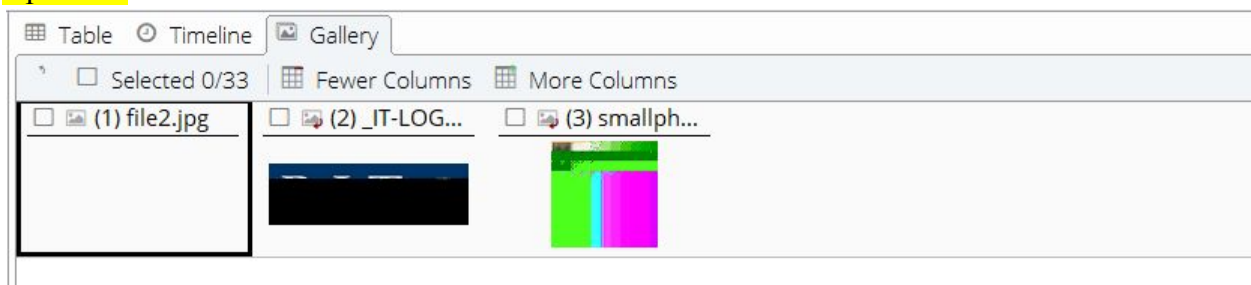 Table Timeline Gallery
Selected 0/33 Fewer Columns More Columns
(1) file2.jpg (2) _IT-LOG... (3) smallph...